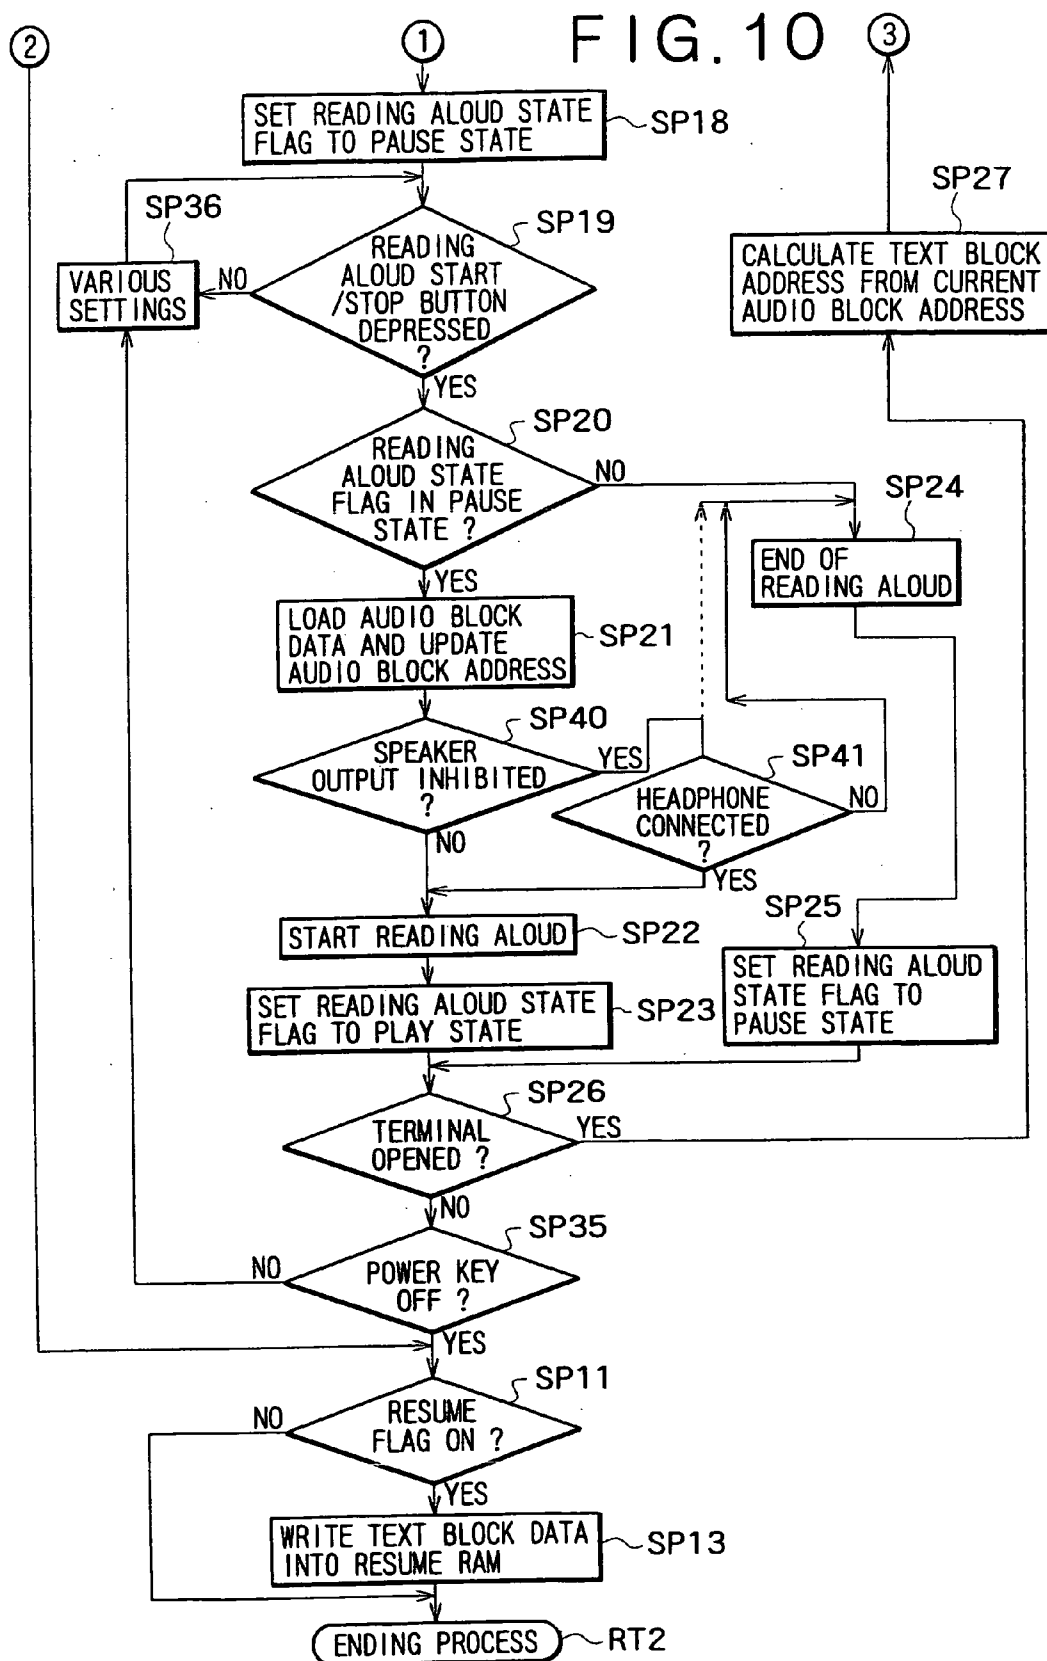 FIG.10
2
1
3
SET READING ALOUD STATE
FLAG TO PAUSE STATE
SP18
SP27
SP36
SP19
READING
ALOUD START
/STOP BUTTON
DEPRESSED
?
NO
VARIOUS
SETTINGS
CALCULATE TEXT BLOCK
ADDRESS FROM CURRENT
AUDIO BLOCK ADDRESS
YES
SP20
READING
ALOUD STATE
FLAG IN PAUSE
STATE ?
NO
SP24
END OF
READING ALOUD
YES
LOAD AUDIO BLOCK
DATA AND UPDATE
AUDIO BLOCK ADDRESS
SP21
SP40
SPEAKER
OUTPUT INHIBITED
?
YES
SP41
HEADPHONE
CONNECTED
?
NO
NO
YES
START READING ALOUD
SP22
SP25
SET READING ALOUD
STATE FLAG TO
PAUSE STATE
SET READING ALOUD STATE
FLAG TO PLAY STATE
SP23
SP26
TERMINAL
OPENED ?
YES
NO
SP35
POWER KEY
OFF ?
NO
YES
SP11
RESUME
FLAG ON ?
NO
YES
WRITE TEXT BLOCK DATA
INTO RESUME RAM
SP13
ENDING PROCESS
RT2